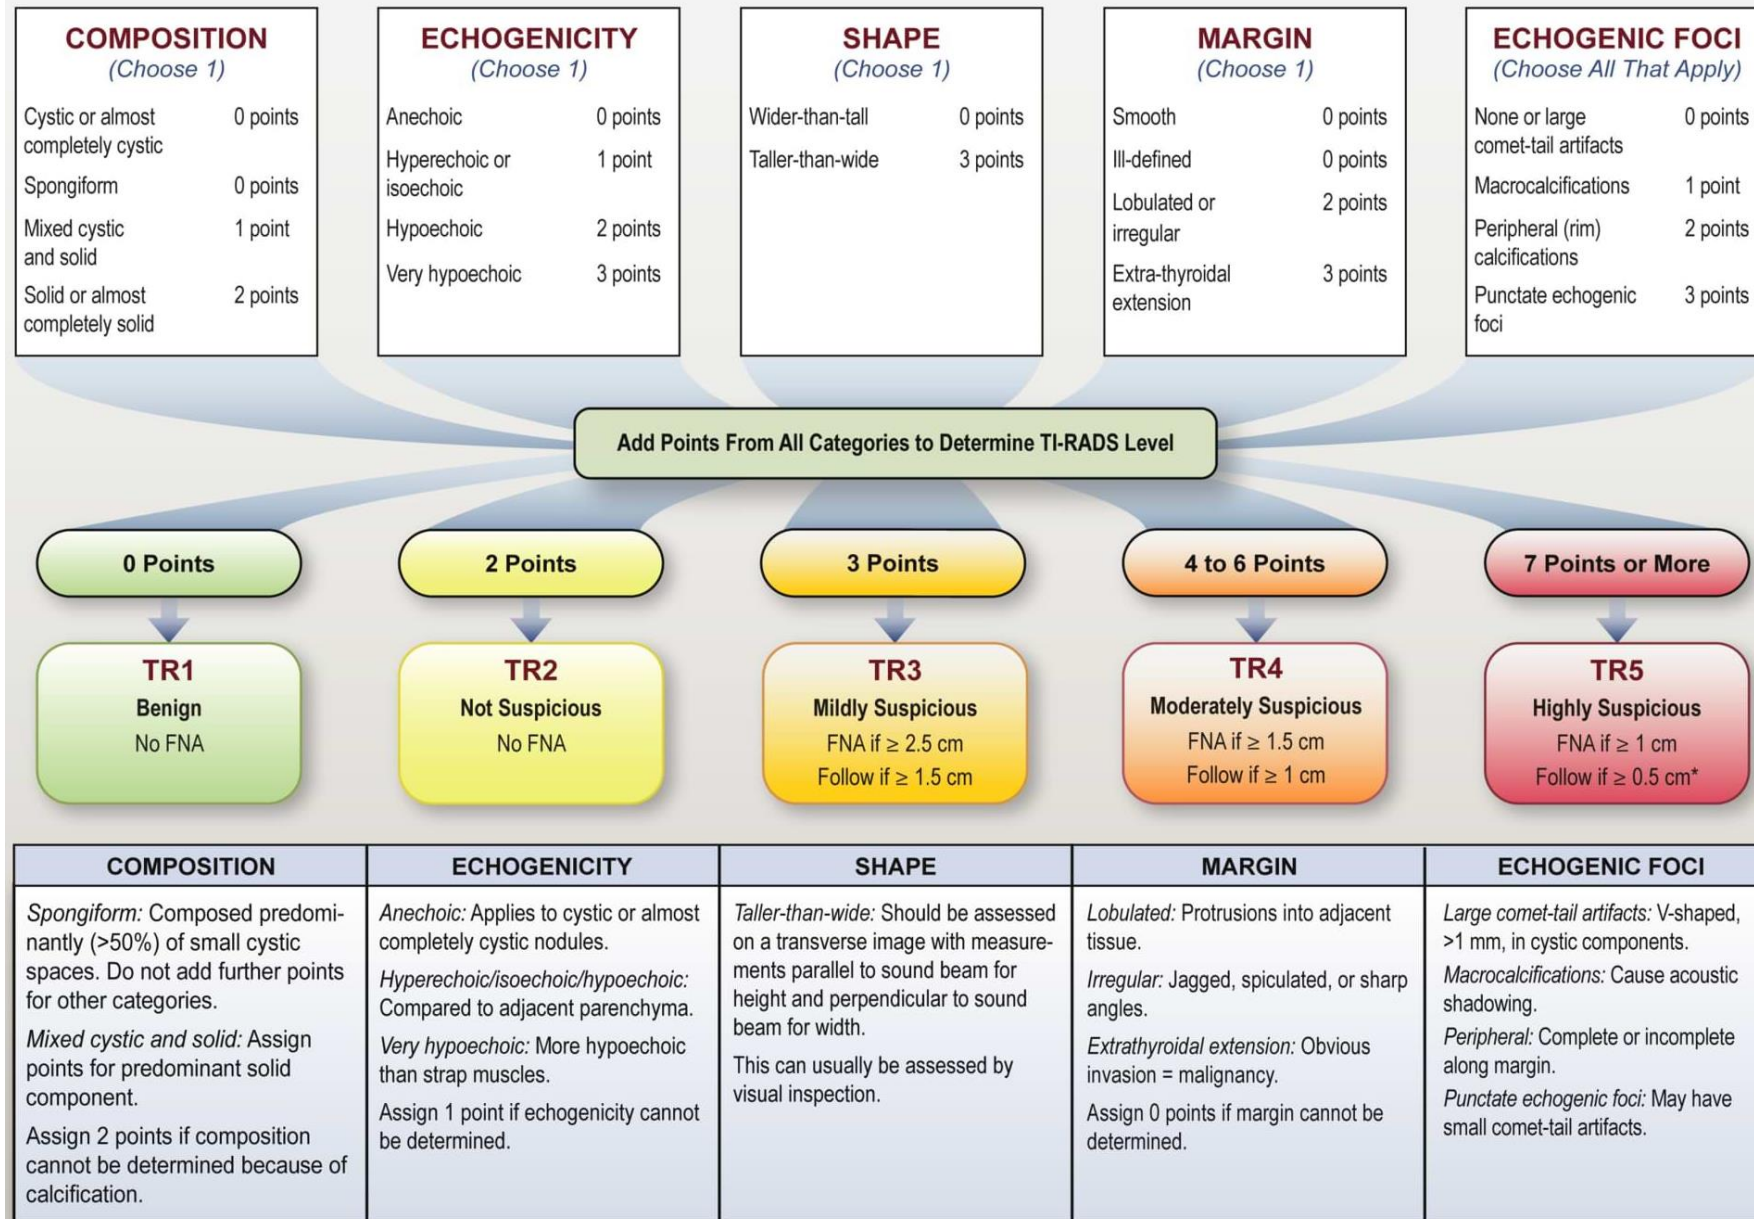 COMPOSITION
(Choose 1)
Cystic or almost 0 points
completely cystic
Spongiform 0 points
Mixed cystic 1 point
and solid
Solid or almost 2 points
completely solid
ECHOGENICITY
(Choose 1)
Anechoic 0 points
Hyperechoic or 1 point
isoechoic
Hypoechoic 2 points
Very hypoechoic 3 points
SHAPE
(Choose 1)
Wider-than-tall 0 points
Taller-than-wide 3 points
MARGIN
(Choose 1)
Smooth 0 points
Ill-defined 0 points
Lobulated or 2 points
irregular
Extra-thyroidal 3 points
extension
ECHOGENIC FOCI
(Choose All That Apply)
None or large 0 points
comet-tail artifacts
Macrocalcifications 1 point
Peripheral (rim) 2 points
calcifications
Punctate echogenic 3 points
foci
Add Points From All Categories to Determine TI-RADS Level
0 Points
2 Points
3 Points
4 to 6 Points
7 Points or More
TR1
Benign
No FNA
TR2
Not Suspicious
No FNA
TR3
Mildly Suspicious
FNA if ≥ 2.5 cm
Follow if ≥ 1.5 cm
TR4
Moderately Suspicious
FNA if ≥ 1.5 cm
Follow if ≥ 1 cm
TR5
Highly Suspicious
FNA if ≥ 1 cm
Follow if ≥ 0.5 cm*
COMPOSITION
Spongiform: Composed predomi-
nantly (>50%) of small cystic
spaces. Do not add further points
for other categories.
Mixed cystic and solid: Assign
points for predominant solid
component.
Assign 2 points if composition
cannot be determined because of
calcification.
ECHOGENICITY
Anechoic: Applies to cystic or almost
completely cystic nodules.
Hyperechoic/isoechoic/hypoechoic:
Compared to adjacent parenchyma.
Very hypoechoic: More hypoechoic
than strap muscles.
Assign 1 point if echogenicity cannot
be determined.
SHAPE
Taller-than-wide: Should be assessed
on a transverse image with measure-
ments parallel to sound beam for
height and perpendicular to sound
beam for width.
This can usually be assessed by
visual inspection.
MARGIN
Lobulated: Protrusions into adjacent
tissue.
Irregular: Jagged, spiculated, or sharp
angles.
Extrathyroidal extension: Obvious
invasion = malignancy.
Assign 0 points if margin cannot be
determined.
ECHOGENIC FOCI
Large comet-tail artifacts: V-shaped,
>1 mm, in cystic components.
Macrocalcifications: Cause acoustic
shadowing.
Peripheral: Complete or incomplete
along margin.
Punctate echogenic foci: May have
small comet-tail artifacts.